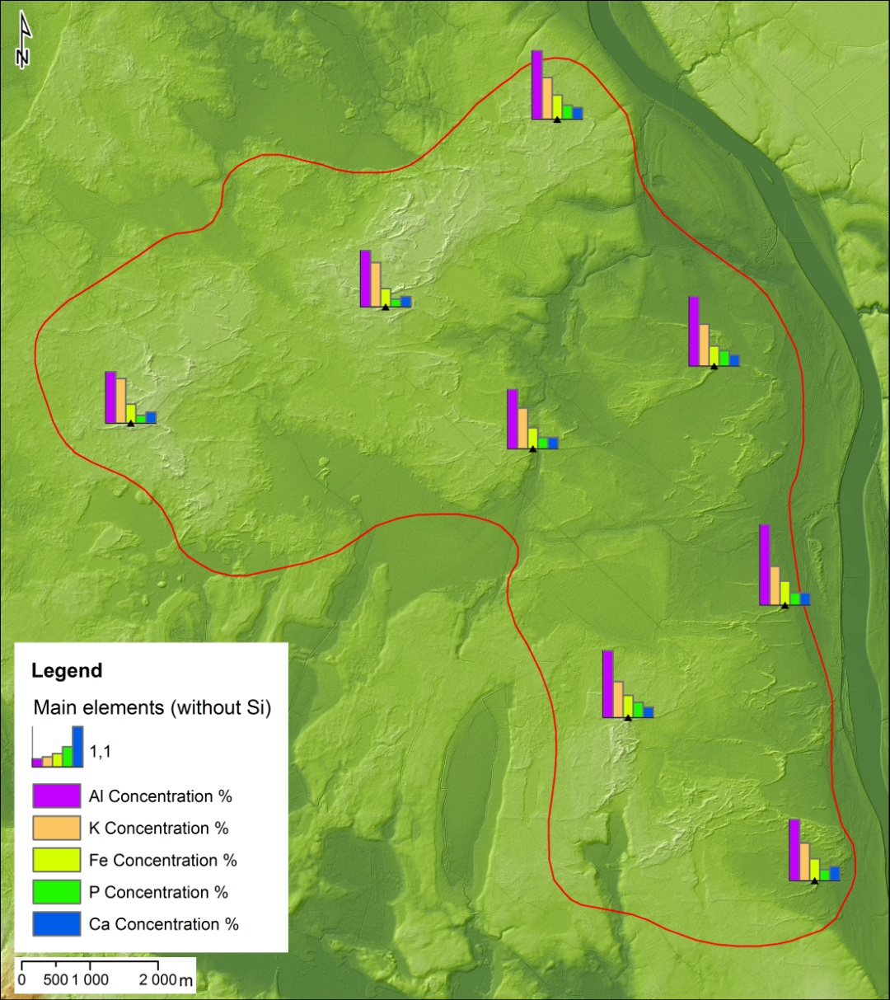 N
Legend
Main elements (without Si)
1,1
Al Concentration %
K Concentration %
Fe Concentration %
P Concentration %
Ca Concentration %
0 500 1 000 2 000 m